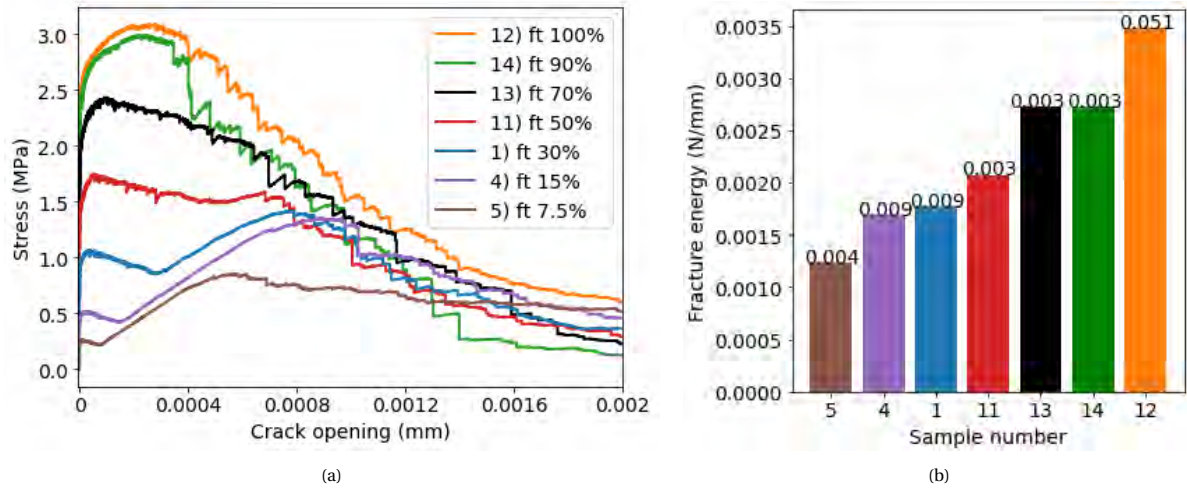 3.0
2.5
2.0
1.5
1.0
0.5
0.0
Stress (MPa)
12) ft 100%
14) ft 90%
13) ft 70%
11) ft 50%
1) ft 30%
4) ft 15%
5) ft 7.5%
0 0.0004 0.0008 0.0012 0.0016 0.002
Crack opening (mm)
(a)
0.0035
0.0030
0.0025
0.0020
0.0015
0.0010
0.0005
0.0000
Fracture energy (N/mm)
0.004 0.009 0.009 0.003 0.003 0.003 0.051
5 4 1 11 13 14 12
Sample number
(b)